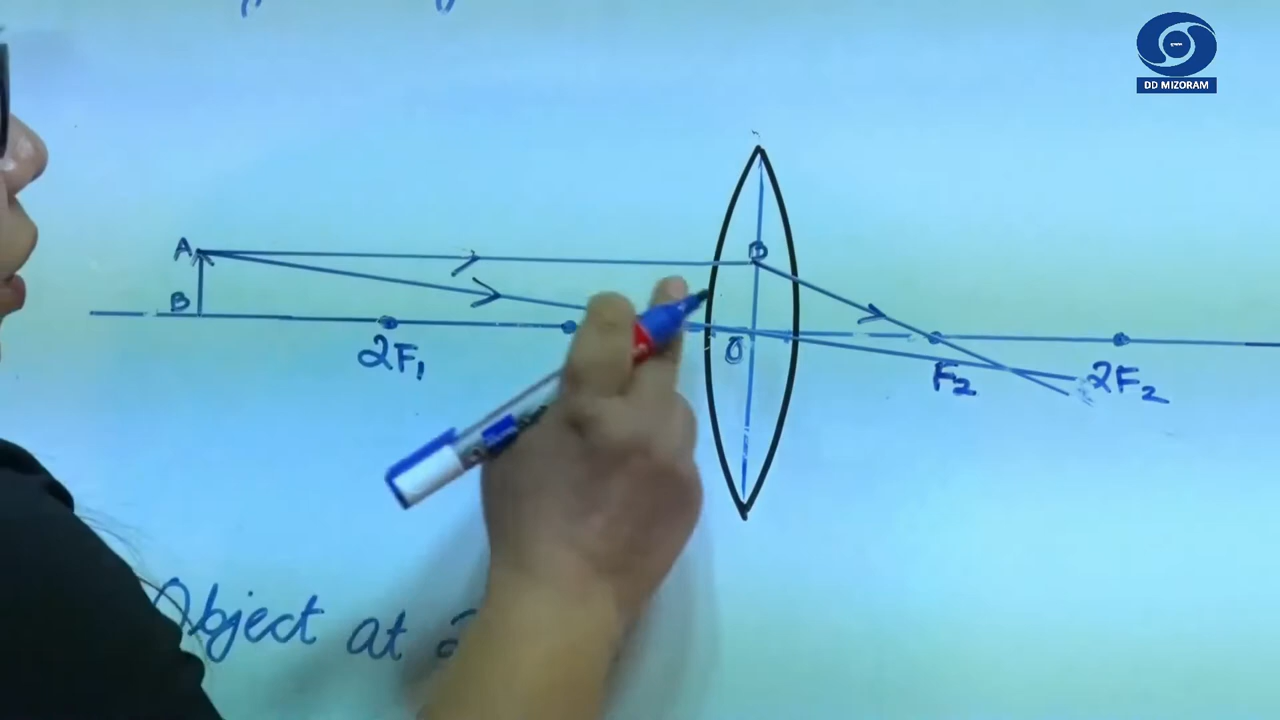 DD MIZORAM
A
D
B
O
2F₁
F₂
2F₂
Object at